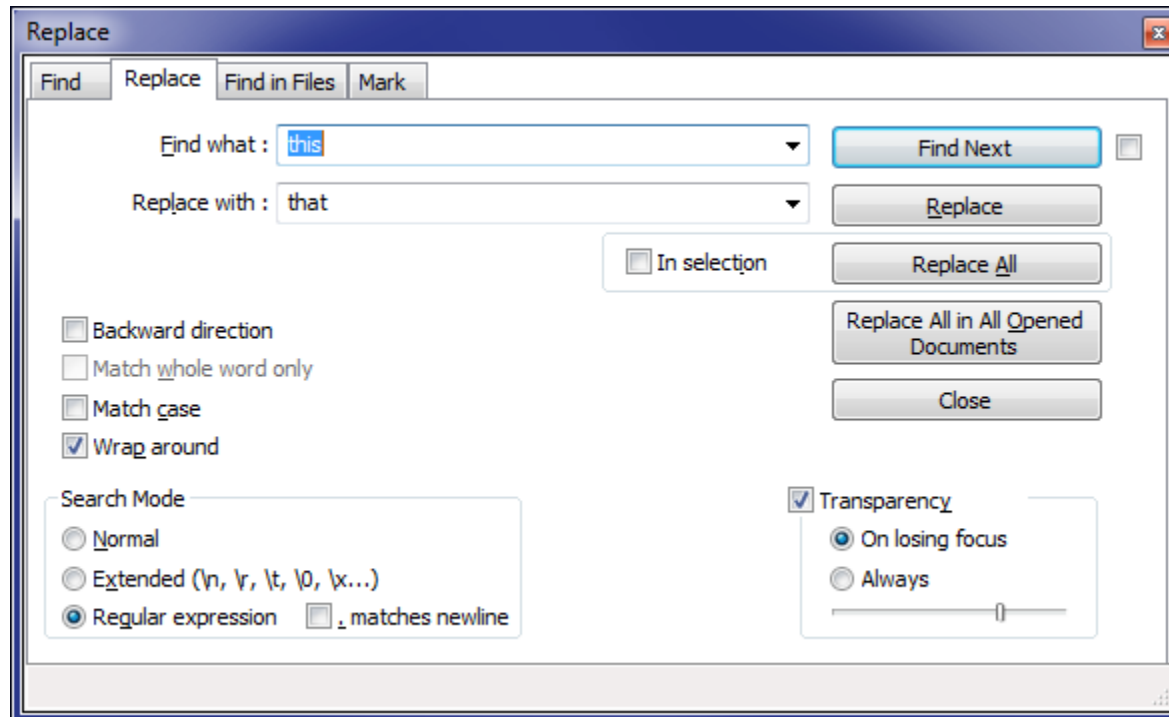 Replace
Find Replace Find in Files Mark
Find what : this Find Next
Replace with : that Replace
In selection Replace All
Backward direction Replace All in All Opened
Match whole word only Documents
Match case Close
Wrap around
Search Mode Transparency
Normal On losing focus
Extended (\n, \r, \t, \0, \x...) Always
Regular expression . matches newline